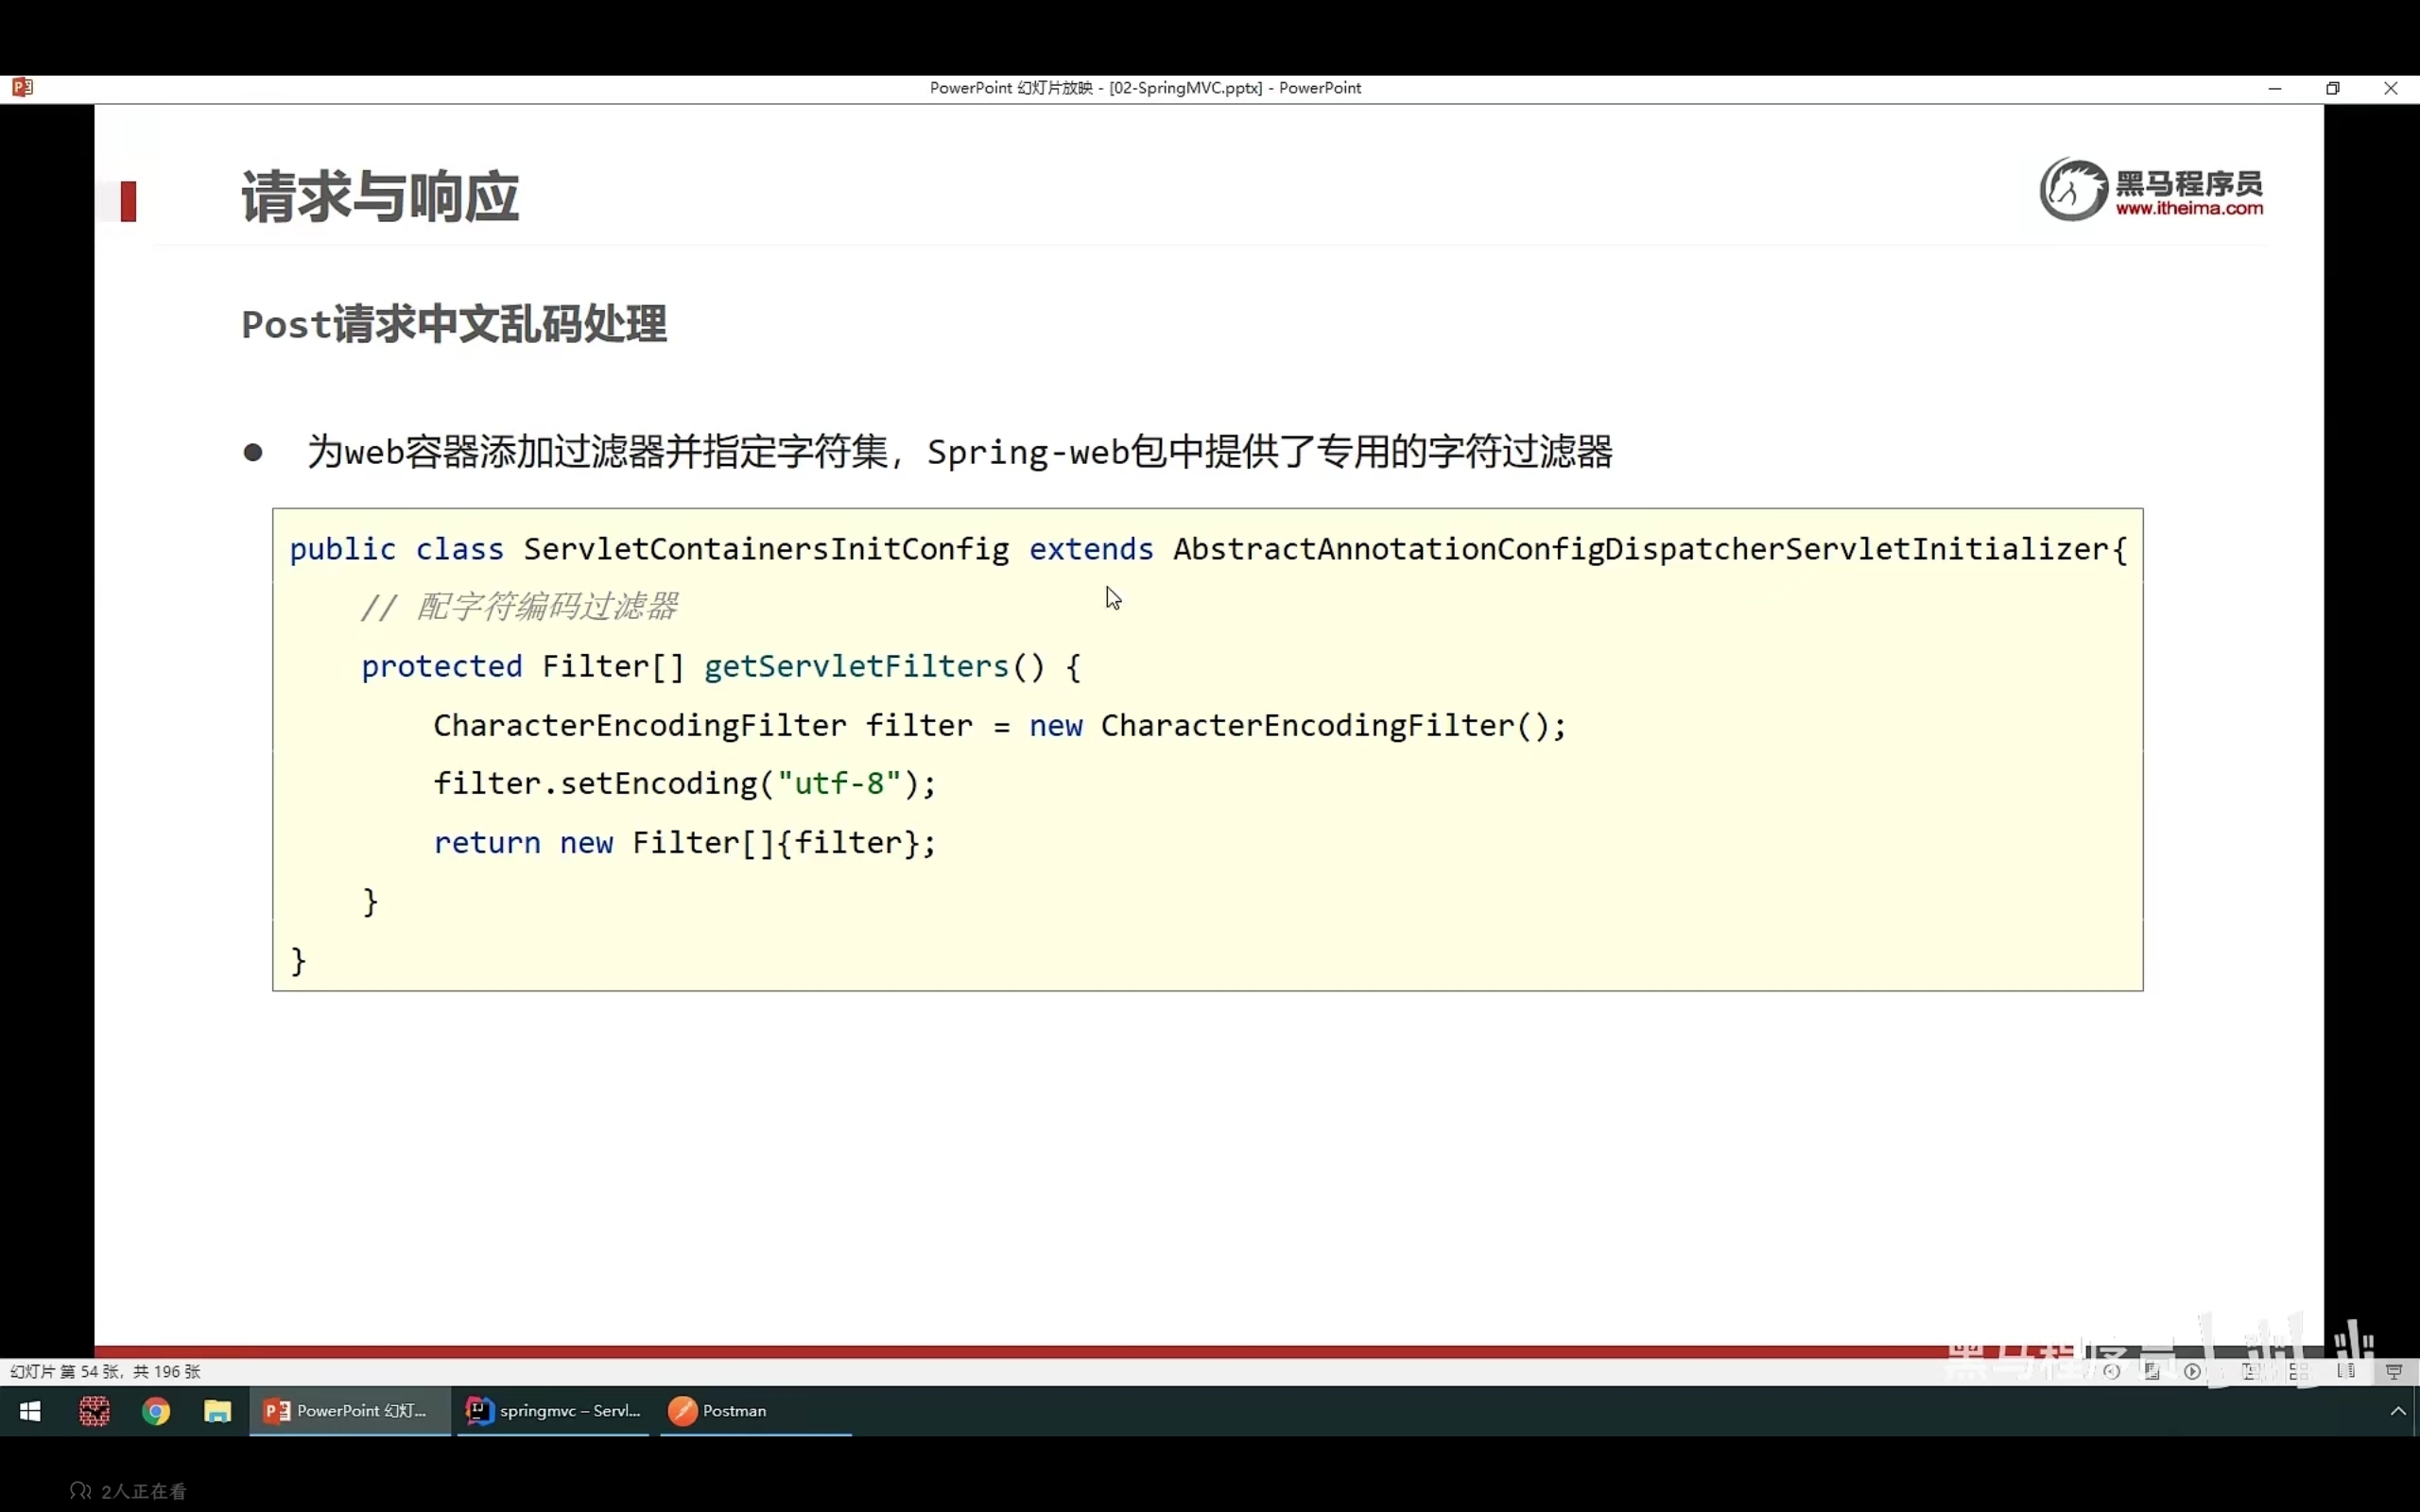 PowerPoint 幻灯片放映 - [02-SpringMVC.pptx] - PowerPoint
请求与响应
黑马程序员
www.itheima.com
Post请求中文乱码处理
● 为web容器添加过滤器并指定字符集，Spring-web包中提供了专用的字符过滤器
public class ServletContainersInitConfig extends AbstractAnnotationConfigDispatcherServletInitializer{
    // 配字符编码过滤器
    protected Filter[] getServletFilters() {
        CharacterEncodingFilter filter = new CharacterEncodingFilter();
        filter.setEncoding("utf-8");
        return new Filter[]{filter};
    }
}
黑马程序员
幻灯片 第 54 张，共 196 张
PowerPoint 幻灯...
springmvc – Servl...
Postman
2人正在看